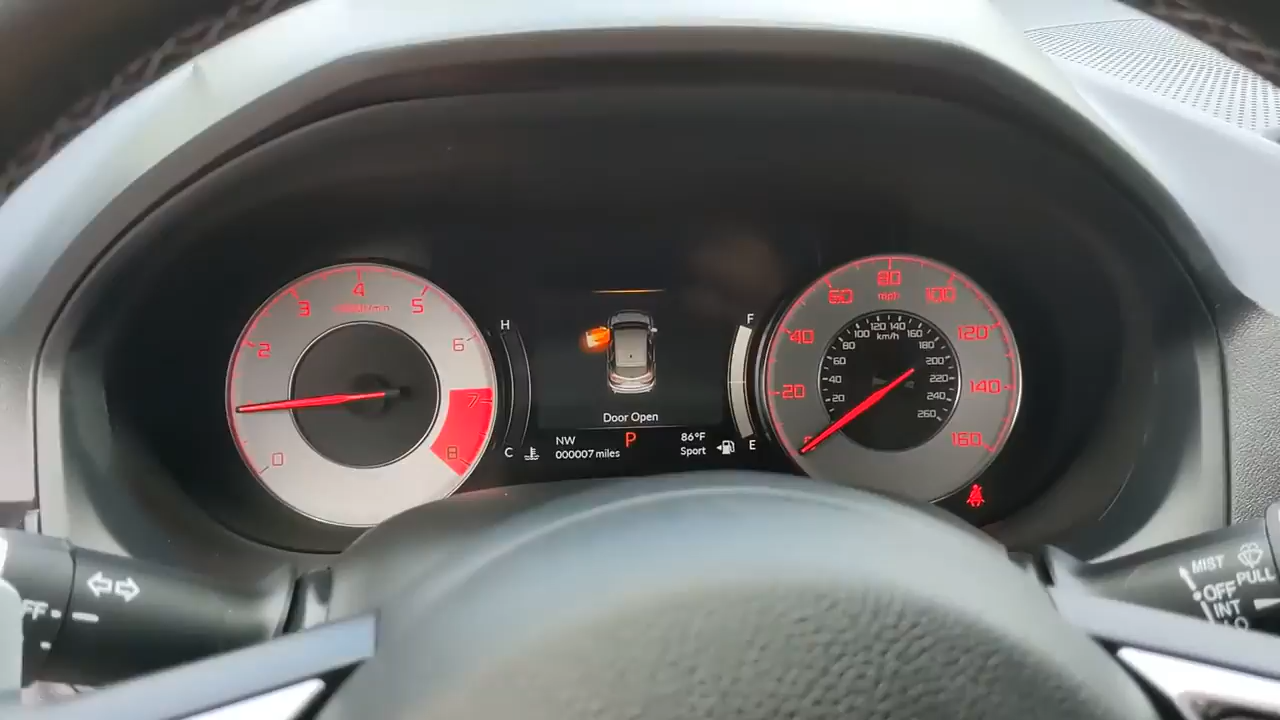 0
2
3
4
5
6
7
8
H
C
Door Open
NW
000007 miles
P
86°F
Sport
F
E
20
40
60
80
100
120
140
160
mph
20
40
60
80
100
120
140
160
180
200
220
240
260
km/h
MIST
OFF
INT
PULL